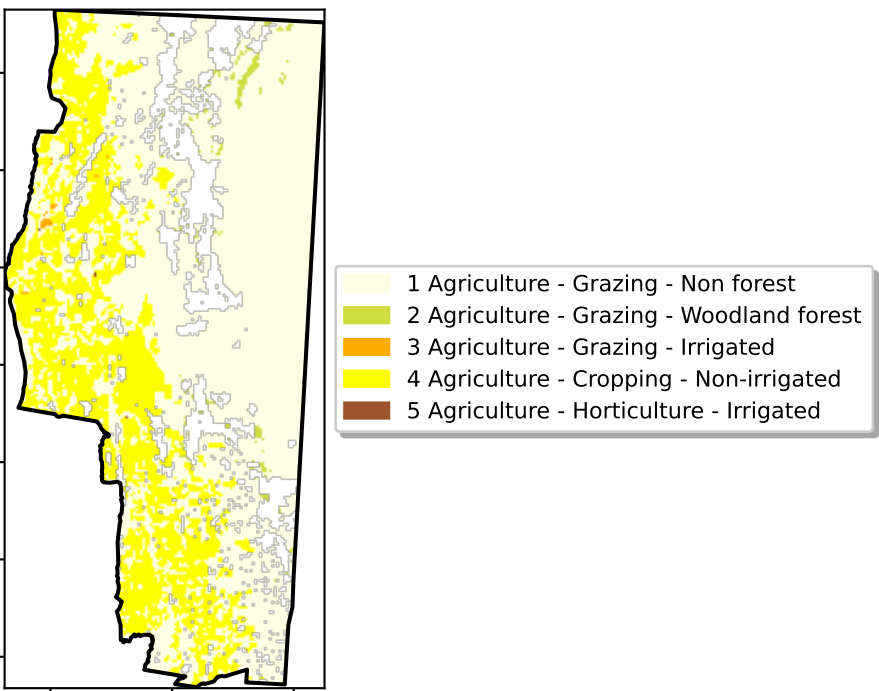 1 Agriculture - Grazing - Non forest
2 Agriculture - Grazing - Woodland forest
3 Agriculture - Grazing - Irrigated
4 Agriculture - Cropping - Non-irrigated
5 Agriculture - Horticulture - Irrigated